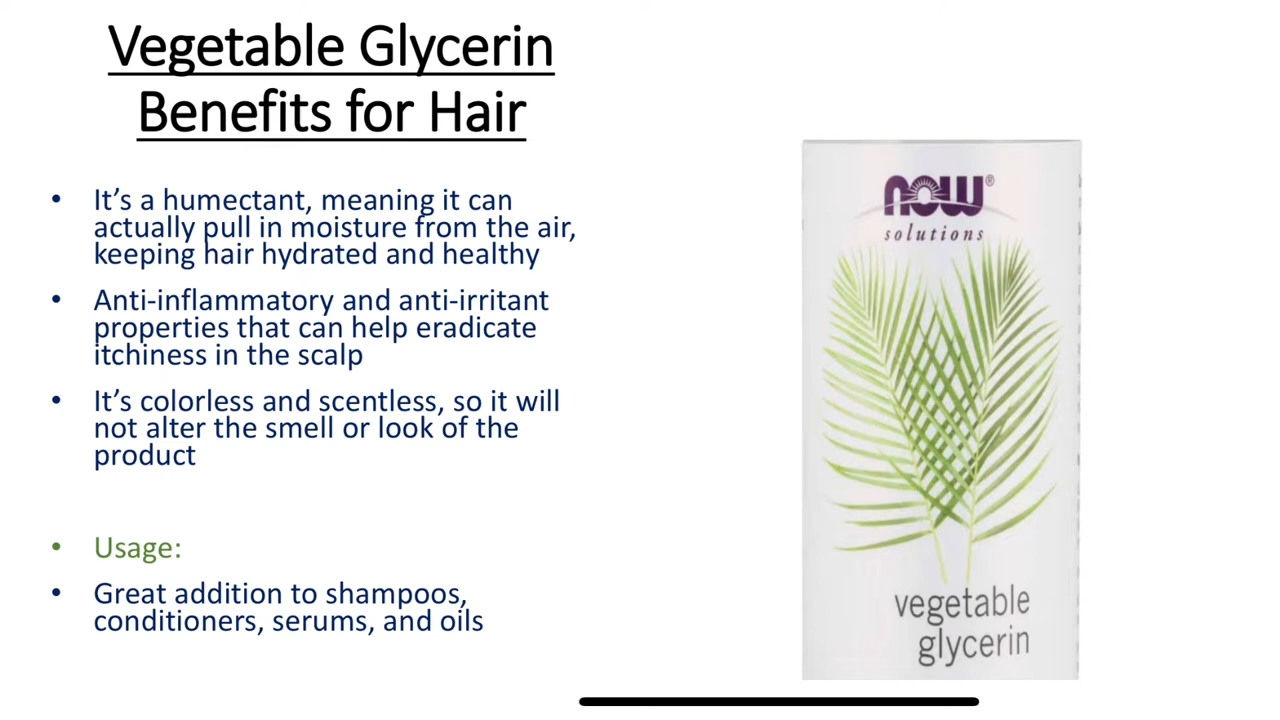 Vegetable Glycerin
Benefits for Hair
• It’s a humectant, meaning it can
actually pull in moisture from the air,
keeping hair hydrated and healthy
• Anti-inflammatory and anti-irritant
properties that can help eradicate
itchiness in the scalp
• It’s colorless and scentless, so it will
not alter the smell or look of the
product
• Usage:
• Great addition to shampoos,
conditioners, serums, and oils
now®
solutions
vegetable
glycerin